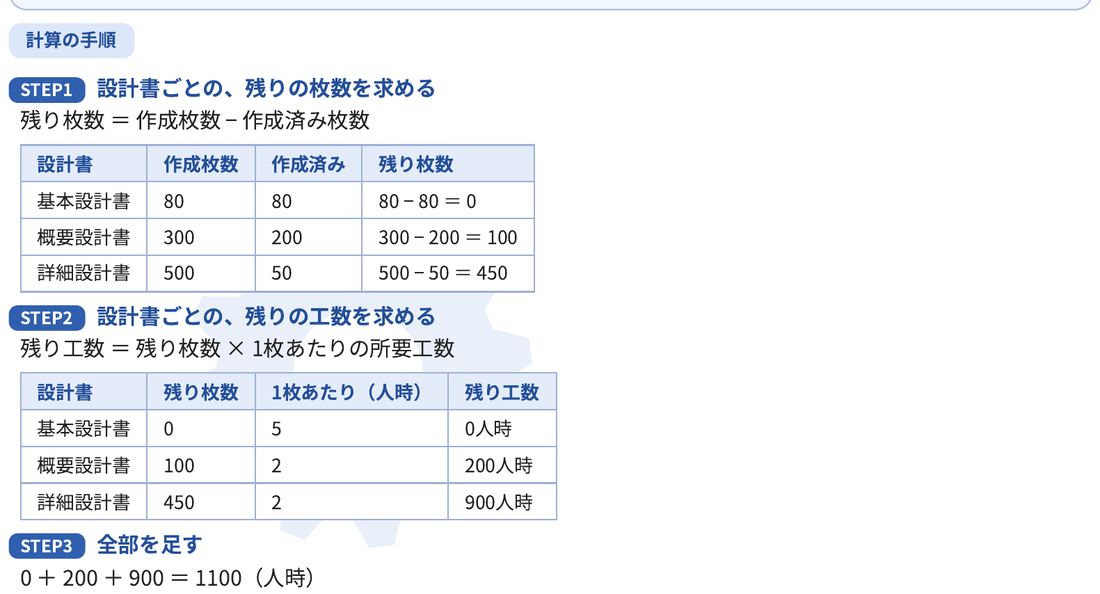 計算の手順
STEP1 設計書ごとの、残りの枚数を求める
残り枚数 ＝ 作成枚数 − 作成済み枚数
設計書 作成枚数 作成済み 残り枚数
基本設計書 80 80 80 − 80 ＝ 0
概要設計書 300 200 300 − 200 ＝ 100
詳細設計書 500 50 500 − 50 ＝ 450
STEP2 設計書ごとの、残りの工数を求める
残り工数 ＝ 残り枚数 × 1枚あたりの所要工数
設計書 残り枚数 1枚あたり（人時） 残り工数
基本設計書 0 5 0人時
概要設計書 100 2 200人時
詳細設計書 450 2 900人時
STEP3 全部を足す
0 ＋ 200 ＋ 900 ＝ 1100（人時）